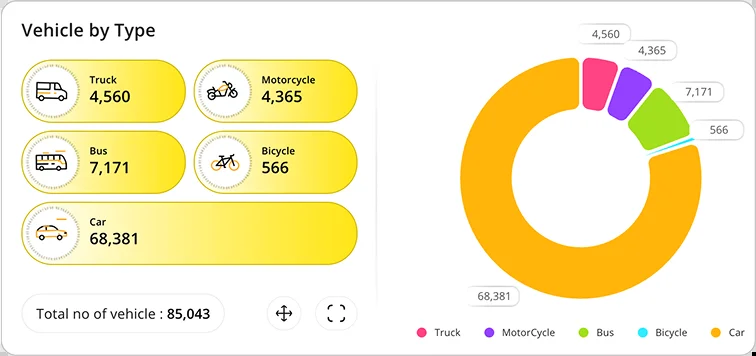 Vehicle by Type
Truck
4,560
Motorcycle
4,365
Bus
7,171
Bicycle
566
Car
68,381
Total no of vehicle : 85,043
4,560
4,365
7,171
566
68,381
Truck MotorCycle Bus Bicycle Car